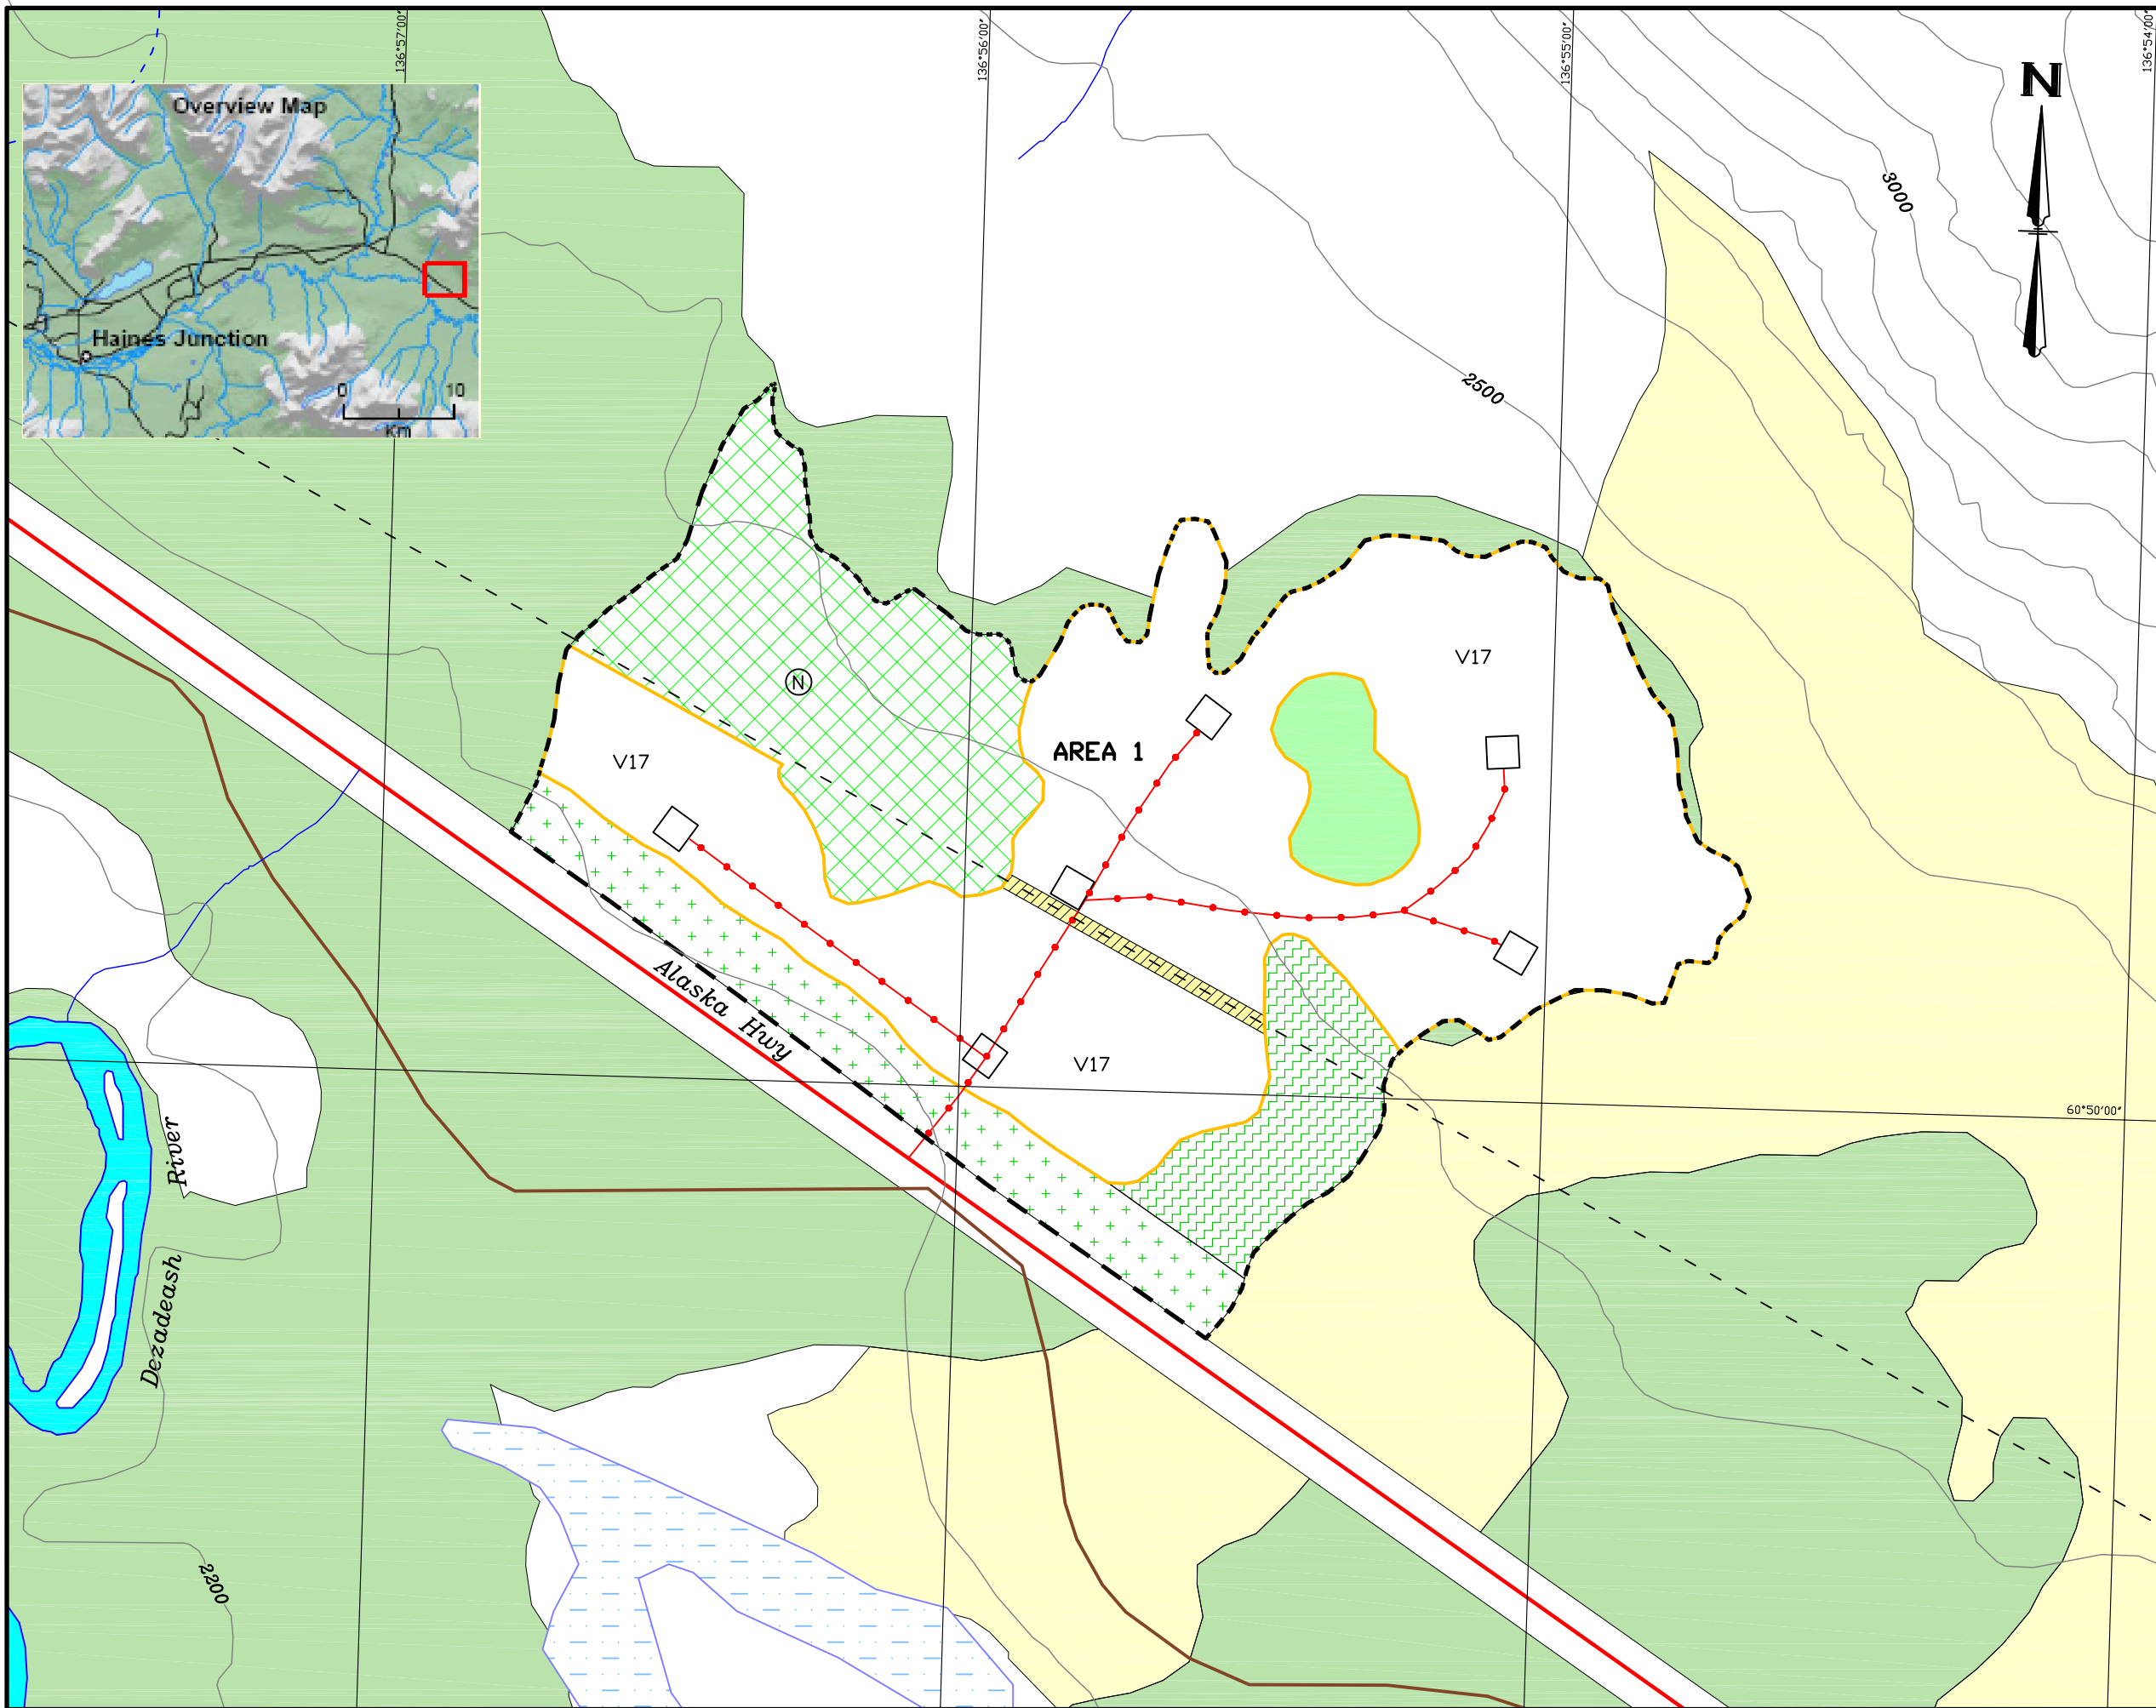 136°57'00"
136°56'00"
136°55'00"
136°54'00"
N
Overview Map
Haines Junction
0 10
Km
3000
2500
V17
N
AREA 1
V17
V17
Alaska Hwy
60°50'00"
River
Dezadeash
2200